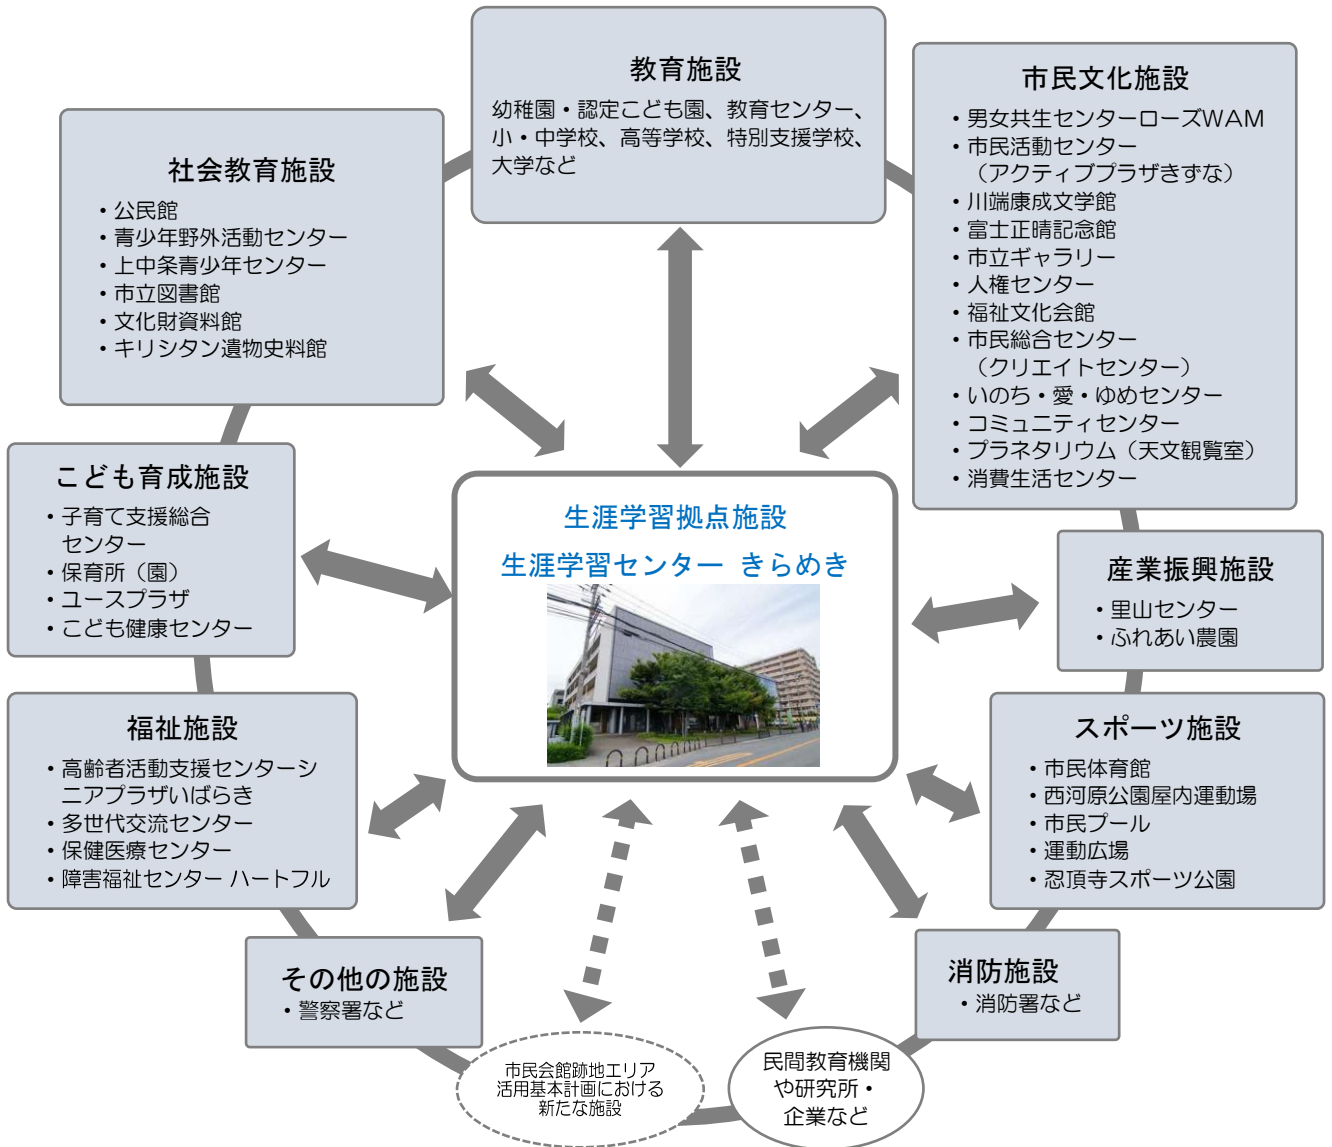 教育施設
幼稚園・認定こども園、教育センター、
小・中学校、高等学校、特別支援学校、
大学など
市民文化施設
・男女共生センターローズWAM
・市民活動センター
（アクティブプラザきずな）
・川端康成文学館
・富士正晴記念館
・市立ギャラリー
・人権センター
・福祉文化会館
・市民総合センター
（クリエイトセンター）
・いのち・愛・ゆめセンター
・コミュニティセンター
・プラネタリウム（天文観覧室）
・消費生活センター
社会教育施設
・公民館
・青少年野外活動センター
・上中条青少年センター
・市立図書館
・文化財資料館
・キリシタン遺物史料館
こども育成施設
・子育て支援総合
センター
・保育所（園）
・ユースプラザ
・こども健康センター
生涯学習拠点施設
生涯学習センター きらめき
産業振興施設
・里山センター
・ふれあい農園
福祉施設
・高齢者活動支援センターシ
ニアプラザいばらき
・多世代交流センター
・保健医療センター
・障害福祉センター ハートフル
スポーツ施設
・市民体育館
・西河原公園屋内運動場
・市民プール
・運動広場
・忍頂寺スポーツ公園
その他の施設
・警察署など
消防施設
・消防署など
市民会館跡地エリア
活用基本計画における
新たな施設
民間教育機関
や研究所・
企業など